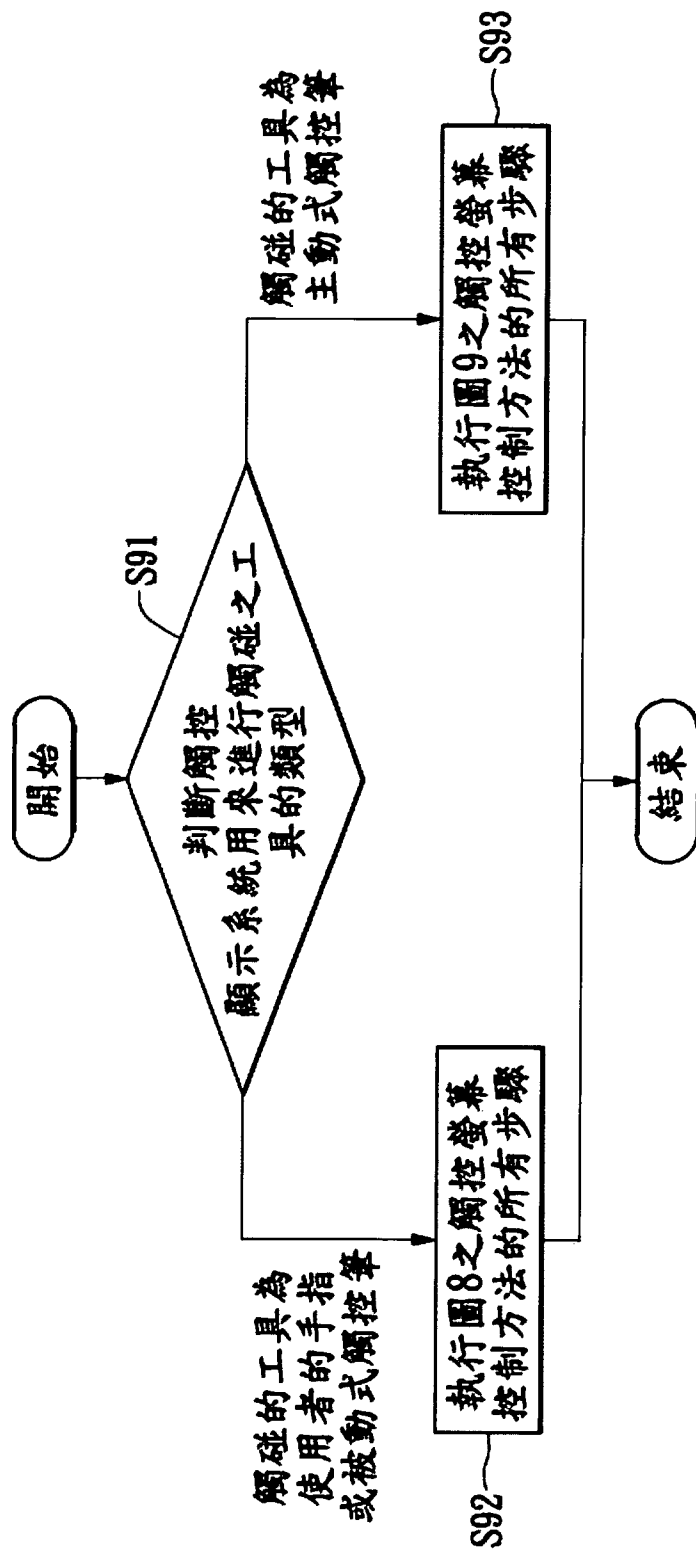 開始
S91
判斷觸控
顯示系統用來進行觸碰之工
具的類型
觸碰的工具為
使用者的手指
或被動式觸控筆
觸碰的工具為
主動式觸控筆
S92
執行圖8之觸控螢幕
控制方法的所有步驟
S93
執行圖9之觸控螢幕
控制方法的所有步驟
結束